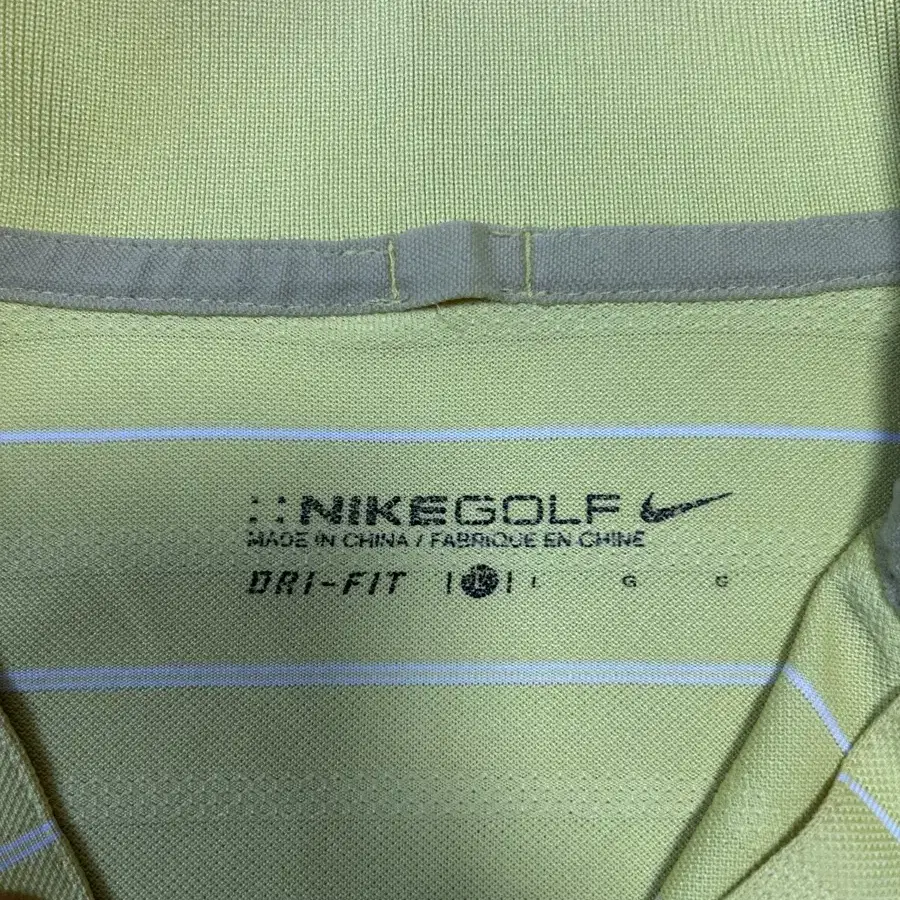 NIKEGOLF
MADE IN CHINA / FABRIQUE EN CHINE
DRI-FIT | L | L G G